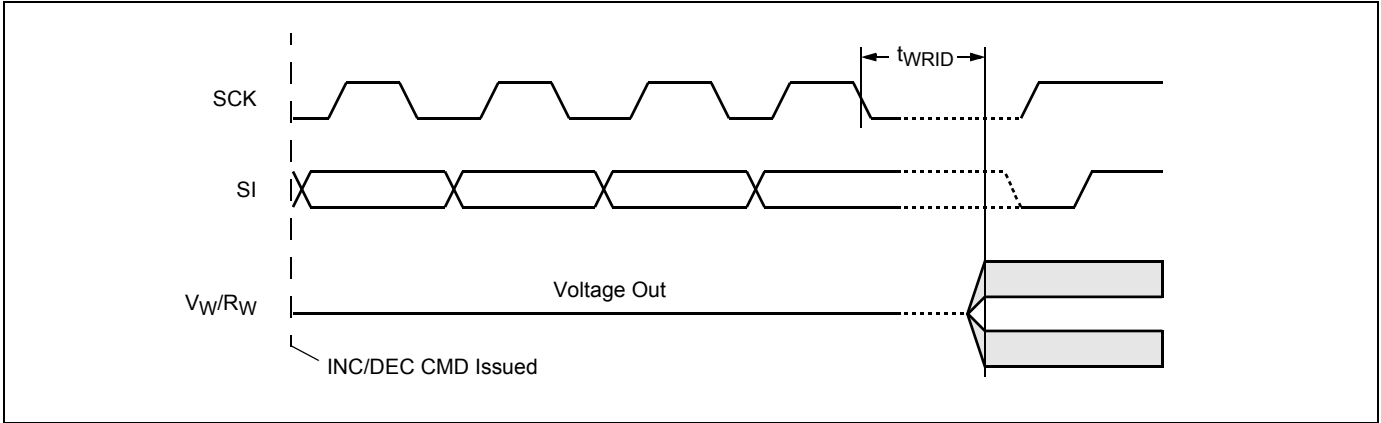 tWRID
SCK
SI
Voltage Out
VW/RW
INC/DEC CMD Issued